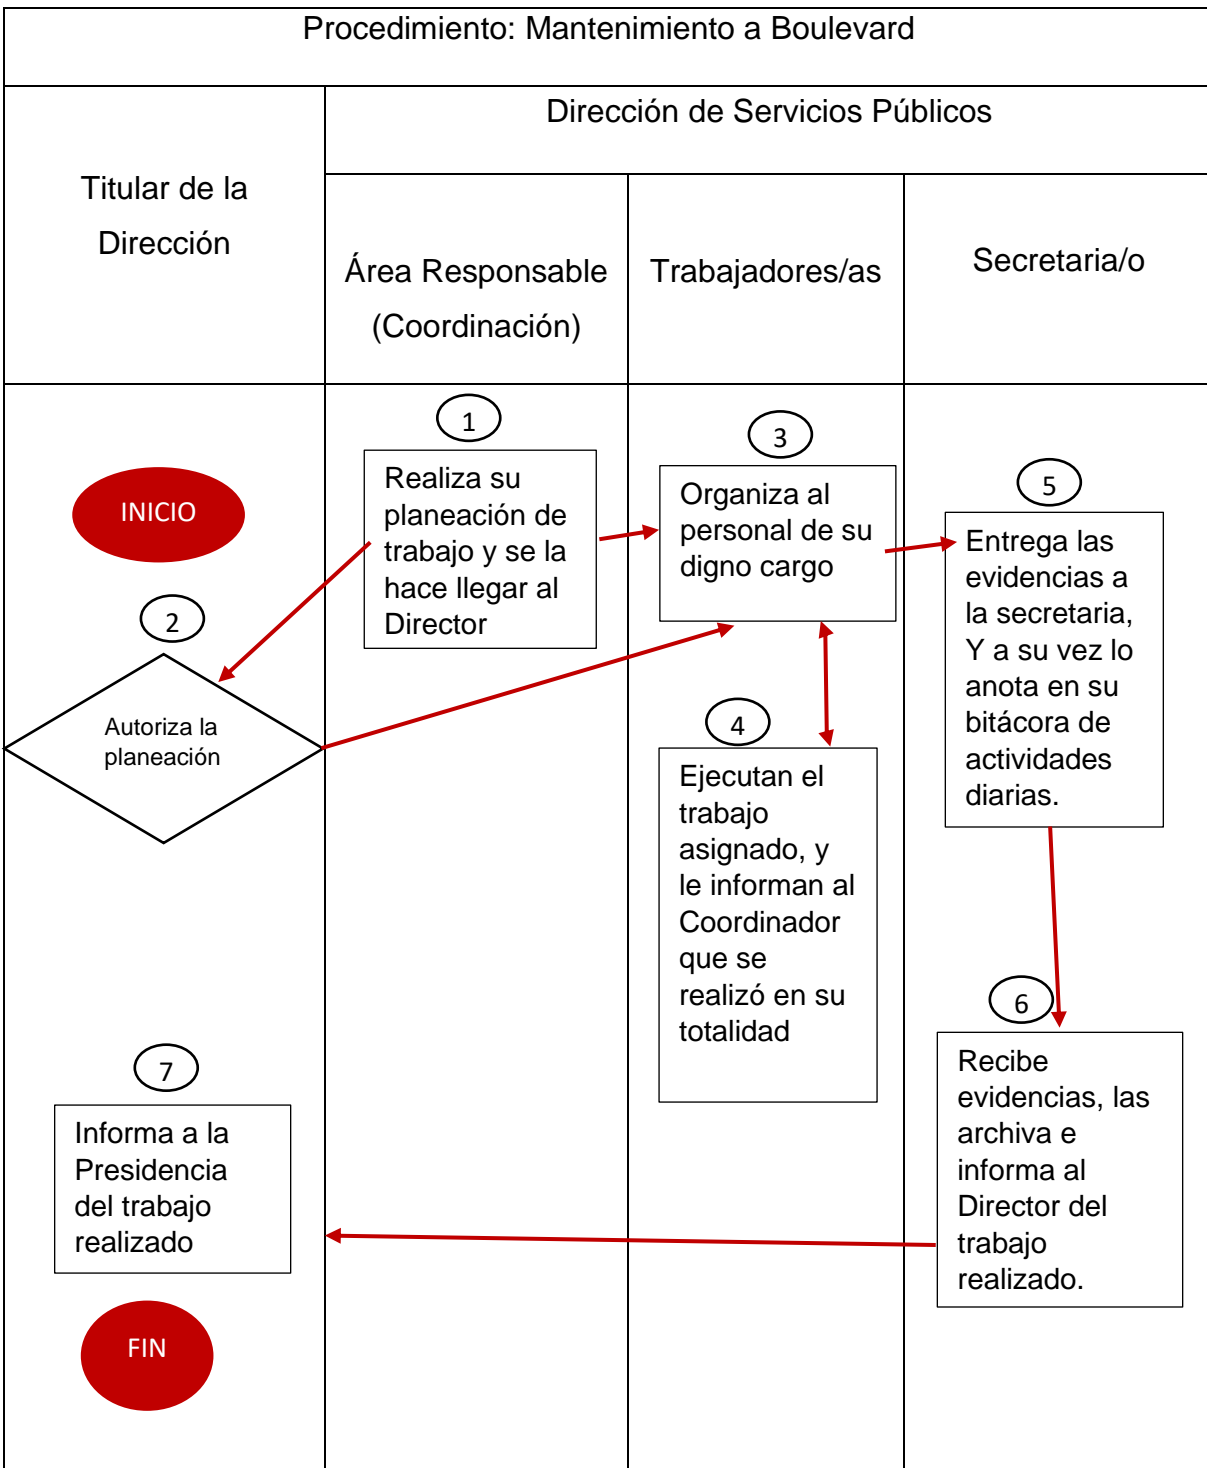 Procedimiento: Mantenimiento a Boulevard
Titular de la
Dirección
Dirección de Servicios Públicos
Área Responsable
(Coordinación)
Trabajadores/as
Secretaria/o
INICIO
1
Realiza su
planeación de
trabajo y se la
hace llegar al
Director
2
Autoriza la
planeación
3
Organiza al
personal de su
digno cargo
4
Ejecutan el
trabajo
asignado, y
le informan al
Coordinador
que se
realizó en su
totalidad
5
Entrega las
evidencias a
la secretaria,
Y a su vez lo
anota en su
bitácora de
actividades
diarias.
6
Recibe
evidencias, las
archiva e
informa al
Director del
trabajo
realizado.
7
Informa a la
Presidencia
del trabajo
realizado
FIN